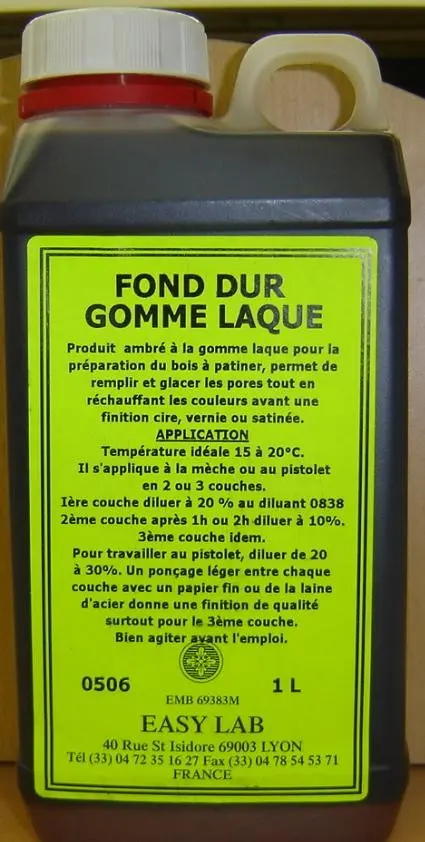 FOND DUR
GOMME LAQUE
Produit ambré à la gomme laque pour la
préparation du bois à patiner, permet de
remplir et glacer les pores tout en
réchauffant les couleurs avant une
finition cire, vernie ou satinée.
APPLICATION
Température idéale 15 à 20°C.
Il s'applique à la mèche ou au pistolet
en 2 ou 3 couches.
Ière couche diluer à 20 % au diluant 0838
2ème couche après 1h ou 2h diluer à 10%.
3ème couche idem.
Pour travailler au pistolet, diluer de 20
à 30%. Un ponçage léger entre chaque
couche avec un papier fin ou de la laine
d'acier donne une finition de qualité
surtout pour le 3ème couche.
Bien agiter avant l'emploi.
0506 1 L
EMB 69383M
EASY LAB
40 Rue St Isidore 69003 LYON
Tél (33) 04 72 35 16 27 Fax (33) 04 78 54 53 71
FRANCE